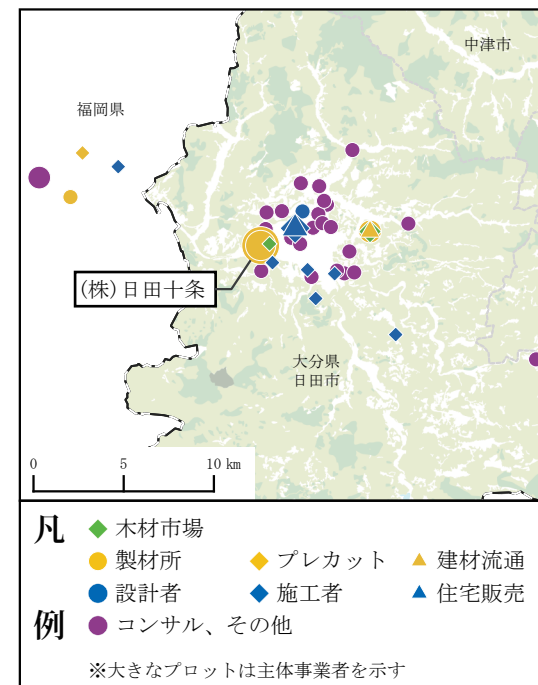 中津市
福岡県
(株)日田十条
大分県
日田市
0 5 10 km
凡例
木材市場
製材所 プレカット 建材流通
設計者 施工者 住宅販売
コンサル、その他
※大きなプロットは主体事業者を示す